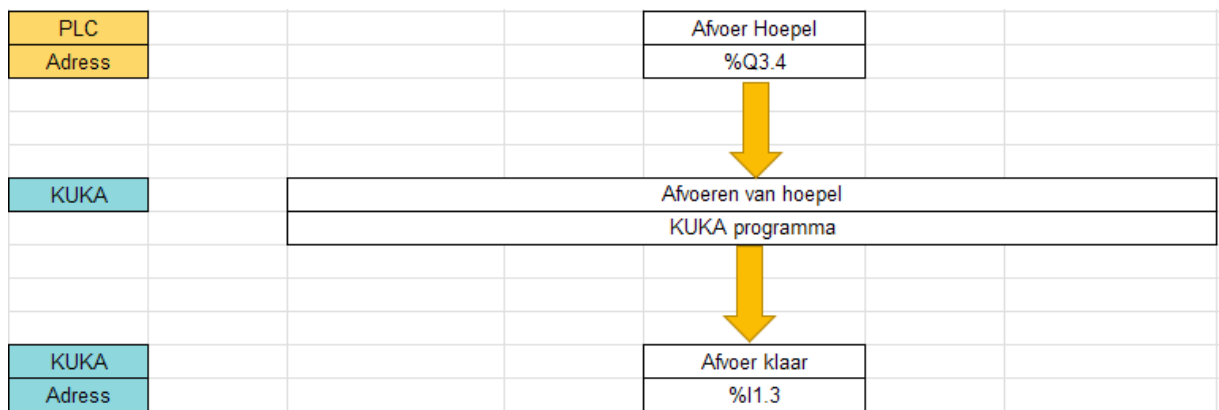 PLC Afvoer Hoepel
Adress %Q3.4
KUKA Afvoeren van hoepel
KUKA programma
KUKA Afvoer klaar
Adress %I1.3